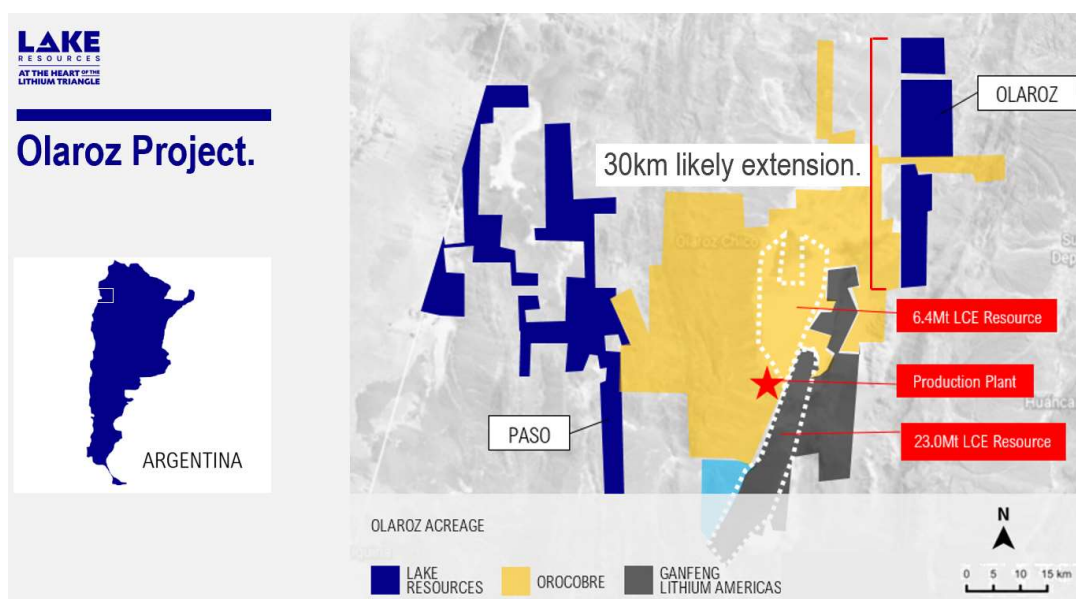 LAKE
RESOURCES
AT THE HEART OF THE
LITHIUM TRIANGLE
Olaroz Project.
ARGENTINA
OLAROZ
30km likely extension.
Olaroz Chico
6.4Mt LCE Resource
Production Plant
23.0Mt LCE Resource
PASO
OLAROZ ACREAGE
LAKE
RESOURCES
OROCOBRE
GANFENG
LITHIUM AMERICAS
N
0 5 10 15 km